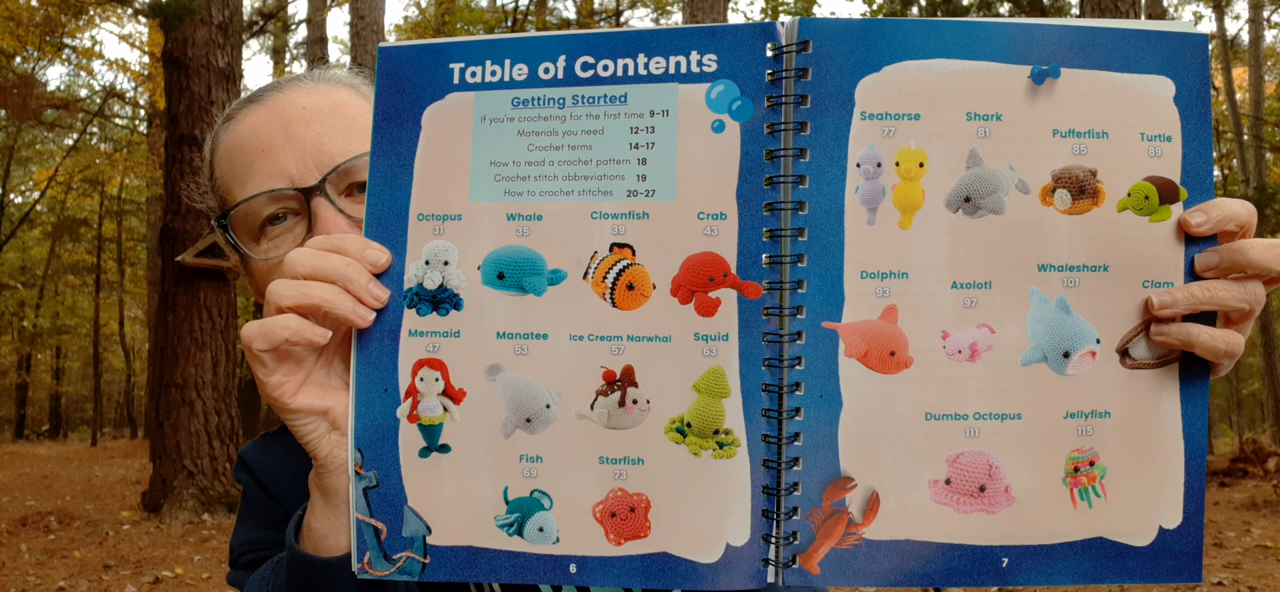 Table of Contents
Getting Started
If you're crocheting for the first time 9-11
Materials you need 12-13
Crochet terms 14-17
How to read a crochet pattern 18
Crochet stitch abbreviations 19
How to crochet stitches 20-27
Octopus Whale Clownfish Crab
31 35 39 43
Mermaid Manatee Ice Cream Narwhal Squid
47 53 57 63
Fish Starfish
69 73
6
Seahorse Shark Pufferfish Turtle
77 81 85 89
Dolphin Axolotl Whaleshark Clam
93 97 101
Dumbo Octopus Jellyfish
111 115
7